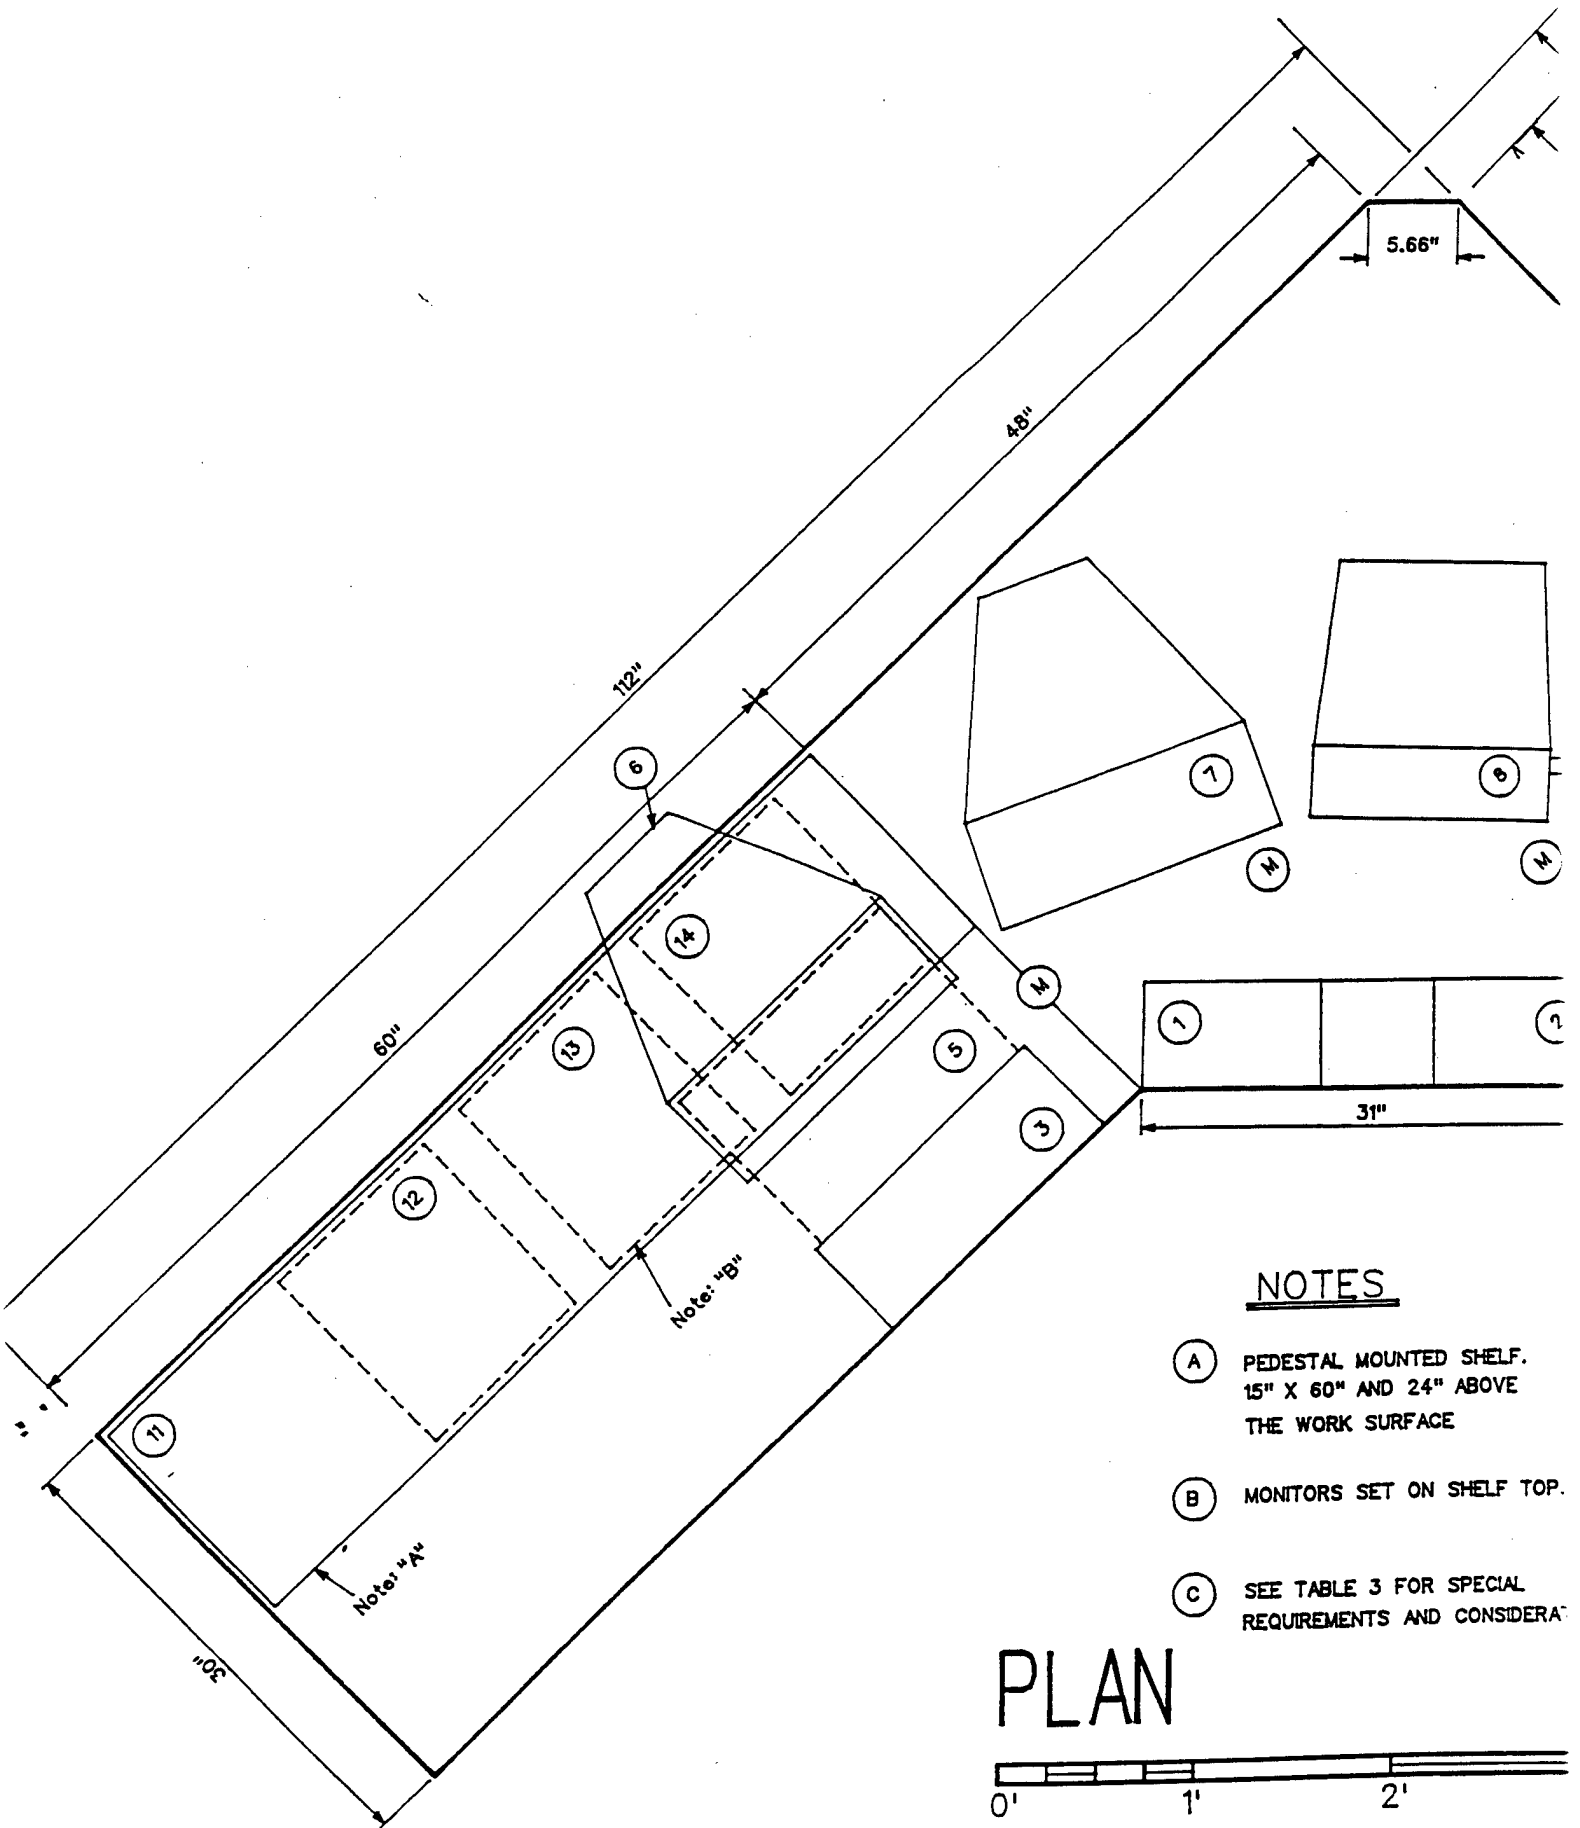 5.66"
48"
112"
6
7
8
M
M
14
60"
13
M
5
1
2
3
31"
12
Note: "B"
11
Note: "A"
30"
NOTES
A PEDESTAL MOUNTED SHELF.
15" X 60" AND 24" ABOVE
THE WORK SURFACE
B MONITORS SET ON SHELF TOP.
C SEE TABLE 3 FOR SPECIAL
REQUIREMENTS AND CONSIDERA
PLAN
0' 1' 2'